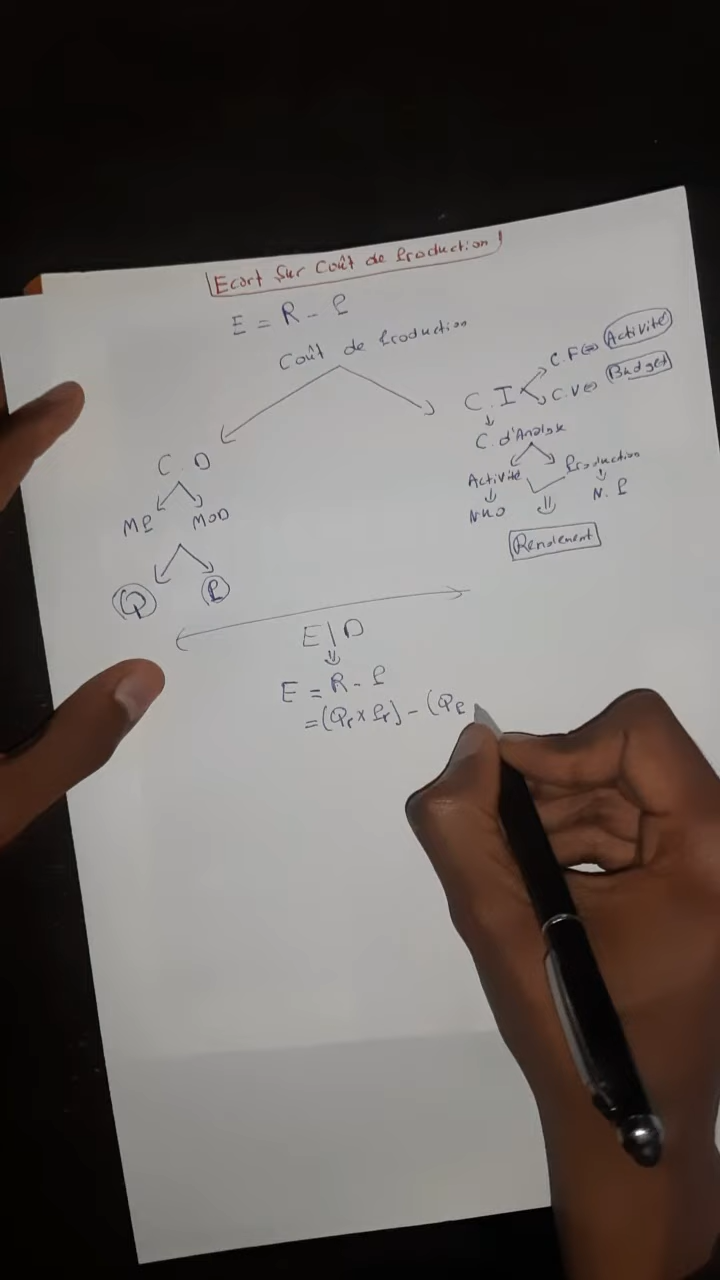 Ecart Sur Coût de Production
E = R - P
Coût de Production
C.D
MP MOD
Q P
C.I
C.F => Activité
C.V => Budget
C. d'Analyse
Activité Production
NUO N.P
Rendement
E|D
E = R - P
= (Qr x Pr) - (Qp